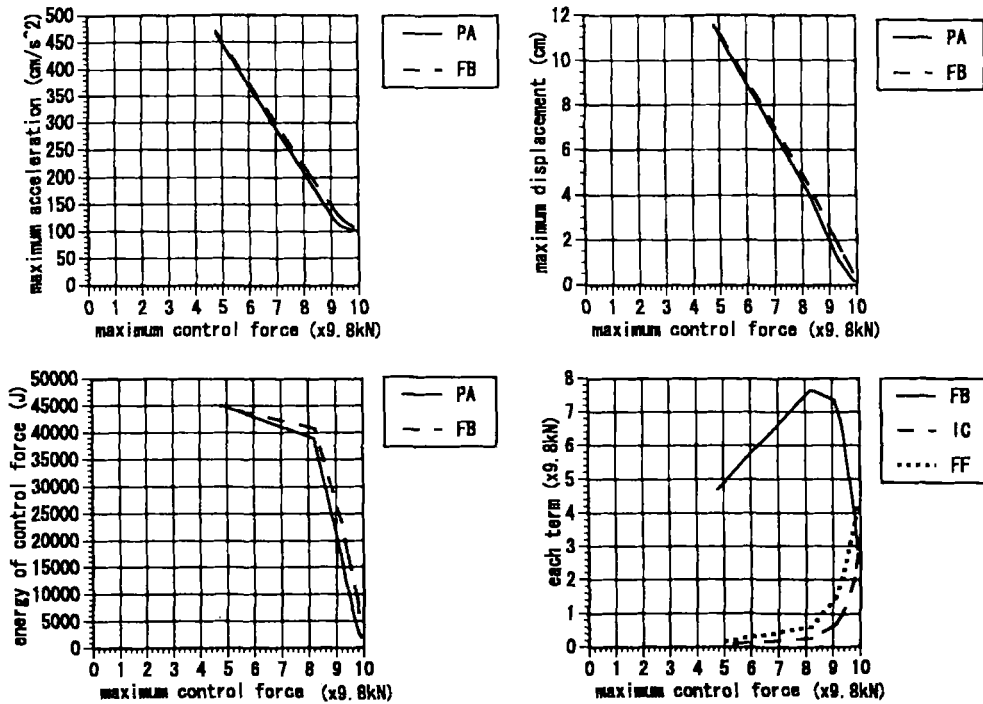 500
450
400
350
300
250
200
150
100
50
0
maximum acceleration (cm/s^2)
0 1 2 3 4 5 6 7 8 9 10
maximum control force (x9.8kN)
PA
FB
12
10
8
6
4
2
0
maximum displacement (cm)
0 1 2 3 4 5 6 7 8 9 10
maximum control force (x9.8kN)
PA
FB
50000
45000
40000
35000
30000
25000
20000
15000
10000
5000
0
energy of control force (J)
0 1 2 3 4 5 6 7 8 9 10
maximum control force (x9.8kN)
PA
FB
8
7
6
5
4
3
2
1
0
each term (x9.8kN)
0 1 2 3 4 5 6 7 8 9 10
maximum control force (x9.8kN)
FB
IC
FF